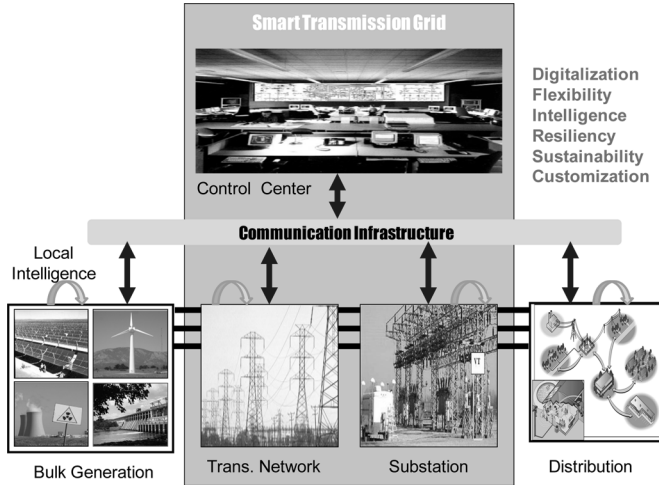 Smart Transmission Grid
Digitalization
Flexibility
Intelligence
Resiliency
Sustainability
Customization
Control Center
Communication Infrastructure
Local
Intelligence
VT
Bulk Generation
Trans. Network
Substation
Distribution